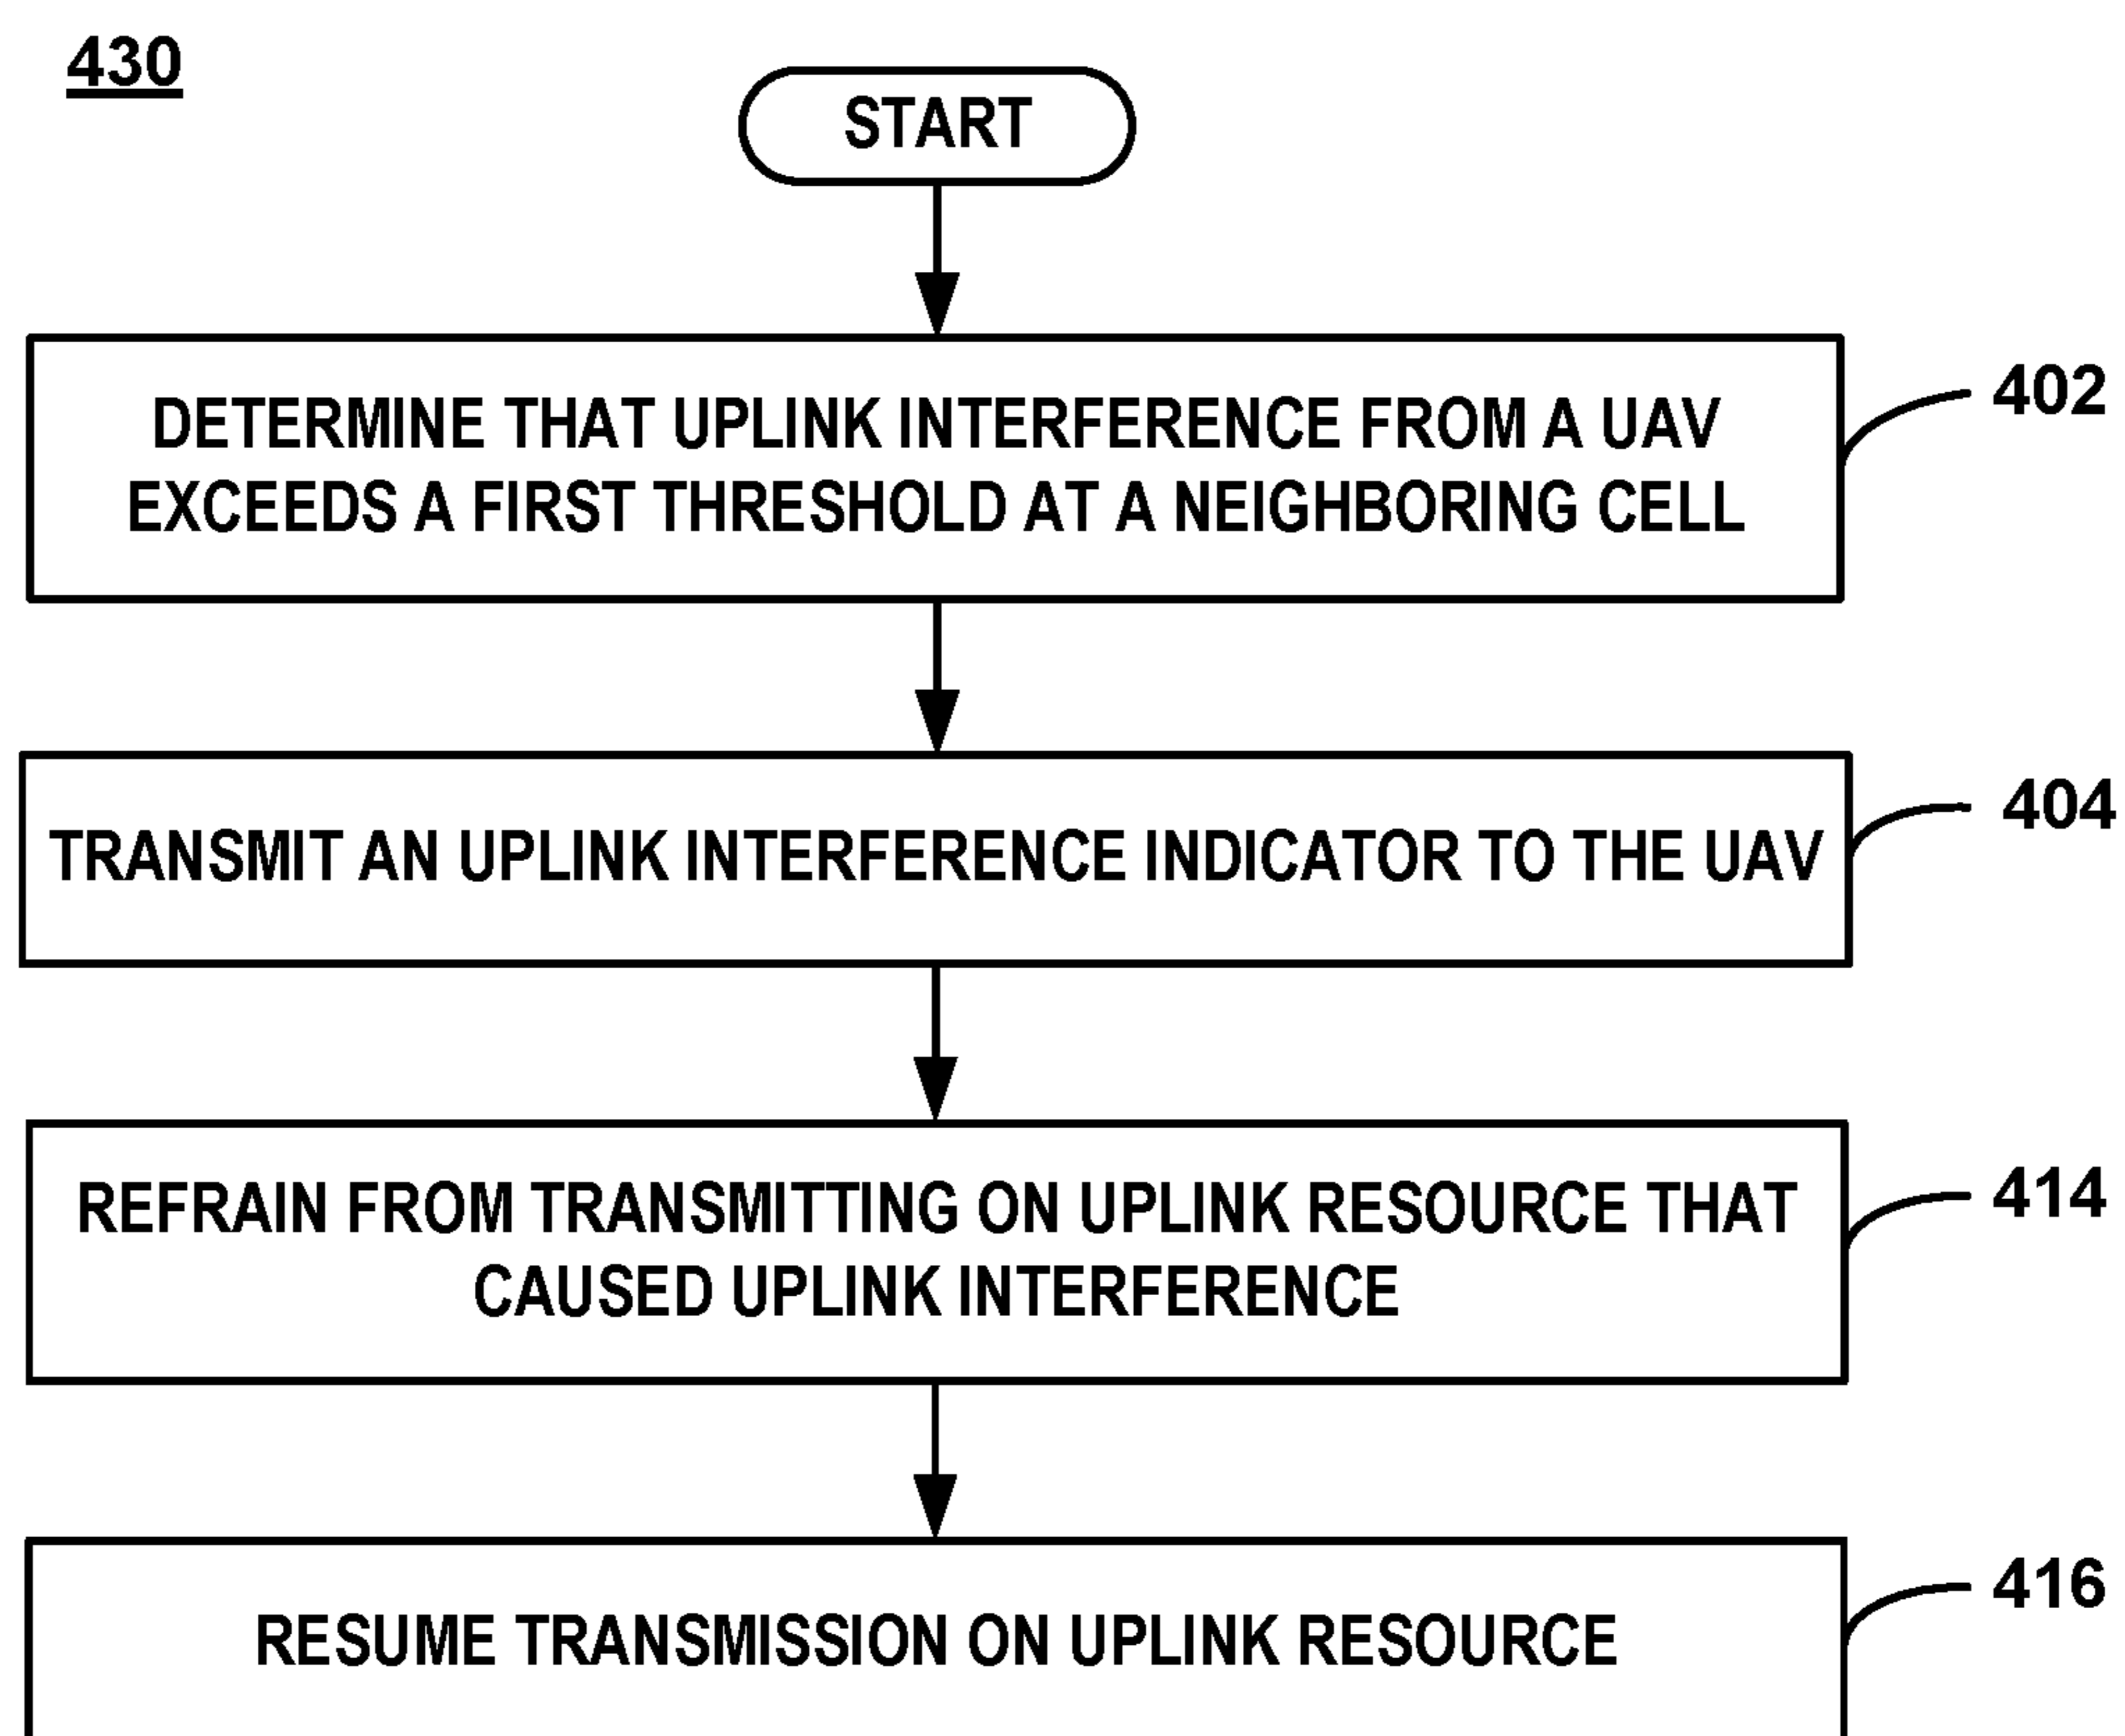 430
START
DETERMINE THAT UPLINK INTERFERENCE FROM A UAV
EXCEEDS A FIRST THRESHOLD AT A NEIGHBORING CELL
402
TRANSMIT AN UPLINK INTERFERENCE INDICATOR TO THE UAV
404
REFRAIN FROM TRANSMITTING ON UPLINK RESOURCE THAT
CAUSED UPLINK INTERFERENCE
414
RESUME TRANSMISSION ON UPLINK RESOURCE
416